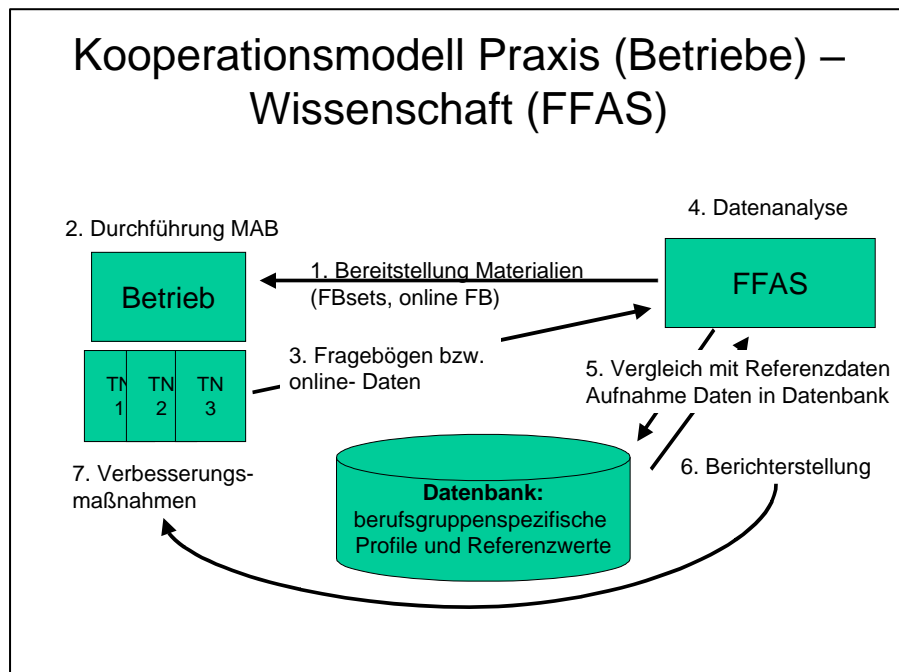 Kooperationsmodell Praxis (Betriebe) –
Wissenschaft (FFAS)
4. Datenanalyse
2. Durchführung MAB
1. Bereitstellung Materialien
(FBsets, online FB)
Betrieb
FFAS
3. Fragebögen bzw.
online- Daten
5. Vergleich mit Referenzdaten
Aufnahme Daten in Datenbank
TN
1
TN
2
TN
3
7. Verbesserungs-
maßnahmen
6. Berichterstellung
Datenbank:
berufsgruppenspezifische
Profile und Referenzwerte